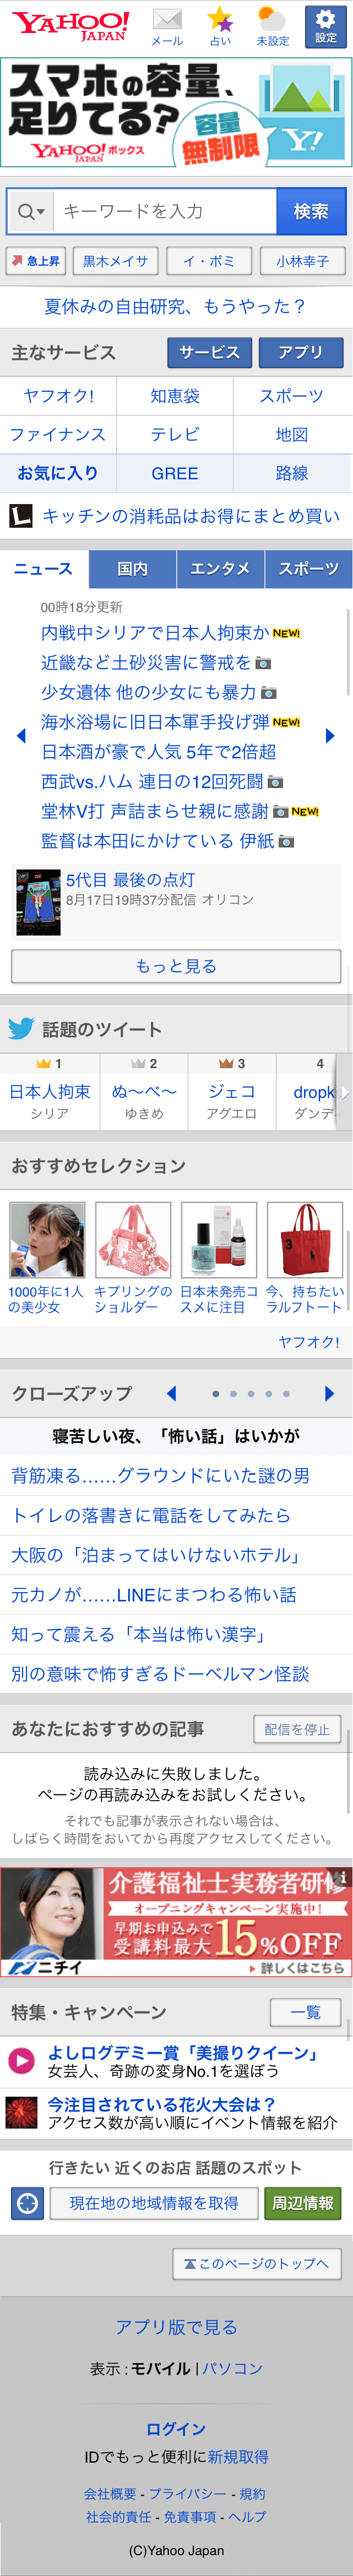 YAHOO!
JAPAN
メール
占い
未設定
設定
スマホの容量、
足りてる?
容量
無制限
YAHOO! ボックス
JAPAN
Y!
キーワードを入力
検索
急上昇
黒木メイサ
イ・ボミ
小林幸子
夏休みの自由研究、もうやった？
主なサービス
サービス
アプリ
ヤフオク!
知恵袋
スポーツ
ファイナンス
テレビ
地図
お気に入り
GREE
路線
キッチンの消耗品はお得にまとめ買い
ニュース
国内
エンタメ
スポーツ
00時18分更新
内戦中シリアで日本人拘束か NEW!
近畿など土砂災害に警戒を
少女遺体 他の少女にも暴力
海水浴場に旧日本軍手投げ弾 NEW!
日本酒が豪で人気 5年で2倍超
西武vs.ハム 連日の12回死闘
堂林V打 声詰まらせ親に感謝 NEW!
監督は本田にかけている 伊紙
5代目 最後の点灯
8月17日19時37分配信 オリコン
もっと見る
話題のツイート
1
2
3
4
日本人拘束
ぬ〜べ〜
ジェコ
dropk
シリア
ゆきめ
アグエロ
ダンデ
おすすめセレクション
1000年に1人
の美少女
キプリングの
ショルダー
日本未発売コ
スメに注目
今、持ちたい
ラルフトート
ヤフオク!
クローズアップ
寝苦しい夜、「怖い話」はいかが
背筋凍る……グラウンドにいた謎の男
トイレの落書きに電話をしてみたら
大阪の「泊まってはいけないホテル」
元カノが……LINEにまつわる怖い話
知って震える「本当は怖い漢字」
別の意味で怖すぎるドーベルマン怪談
あなたにおすすめの記事
配信を停止
読み込みに失敗しました。
ページの再読み込みをお試しください。
それでも記事が表示されない場合は、
しばらく時間をおいてから再度アクセスしてください。
介護福祉士実務者研修
オープニングキャンペーン実施中!
早期お申込みで
受講料最大15%OFF
ニチイ
詳しくはこちら
特集・キャンペーン
一覧
よしログデミー賞「美撮りクイーン」
女芸人、奇跡の変身No.1を選ぼう
今注目されている花火大会は？
アクセス数が高い順にイベント情報を紹介
行きたい 近くのお店 話題のスポット
現在地の地域情報を取得
周辺情報
このページのトップへ
アプリ版で見る
表示 : モバイル | パソコン
ログイン
IDでもっと便利に新規取得
会社概要 - プライバシー - 規約
社会的責任 - 免責事項 - ヘルプ
(C)Yahoo Japan